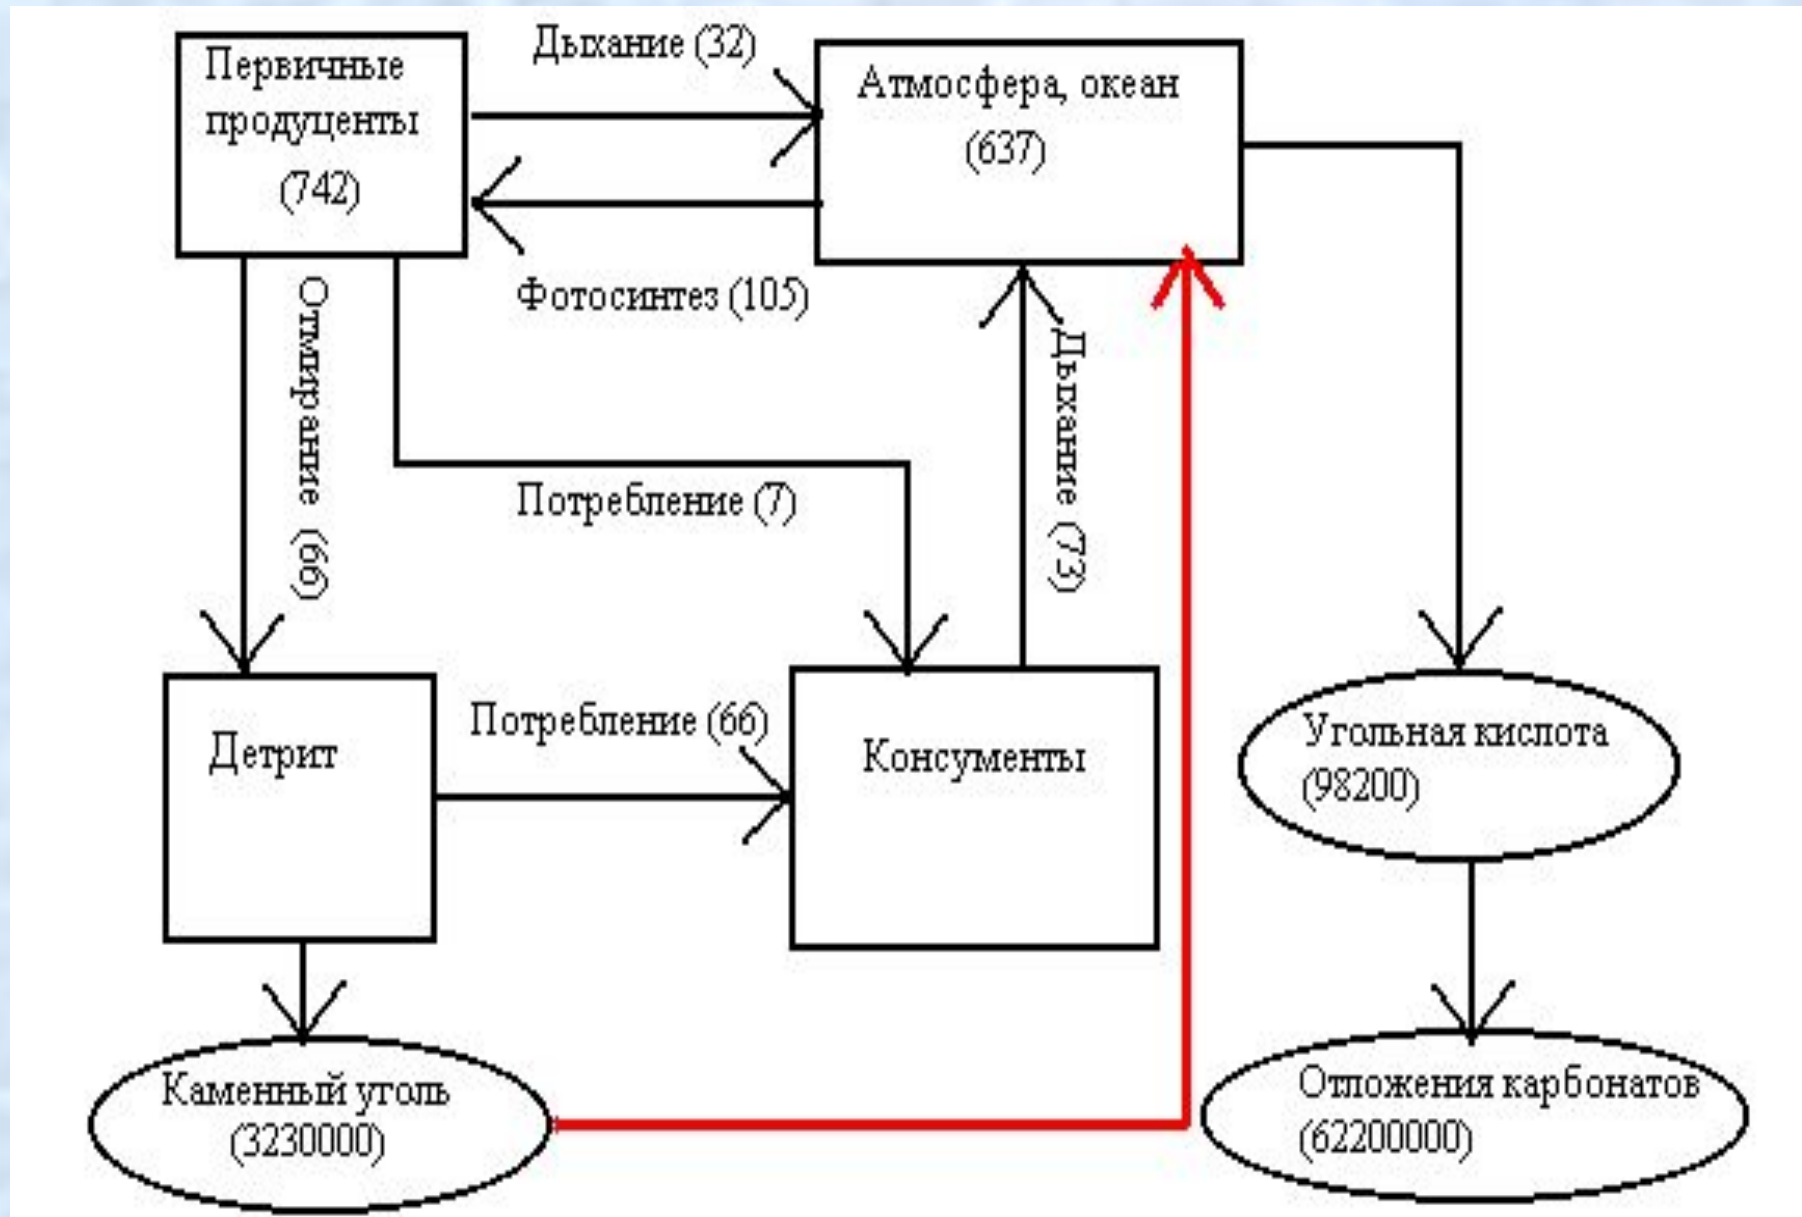 Первичные
продуценты
(742)
Дыхание (32)
Атмосфера, океан
(637)
Фотосинтез (105)
Отмирание (66)
Потребление (7)
Дыхание (73)
Детрит
Потребление (66)
Консументы
Угольная кислота
(98200)
Каменный уголь
(3230000)
Отложения карбонатов
(62200000)